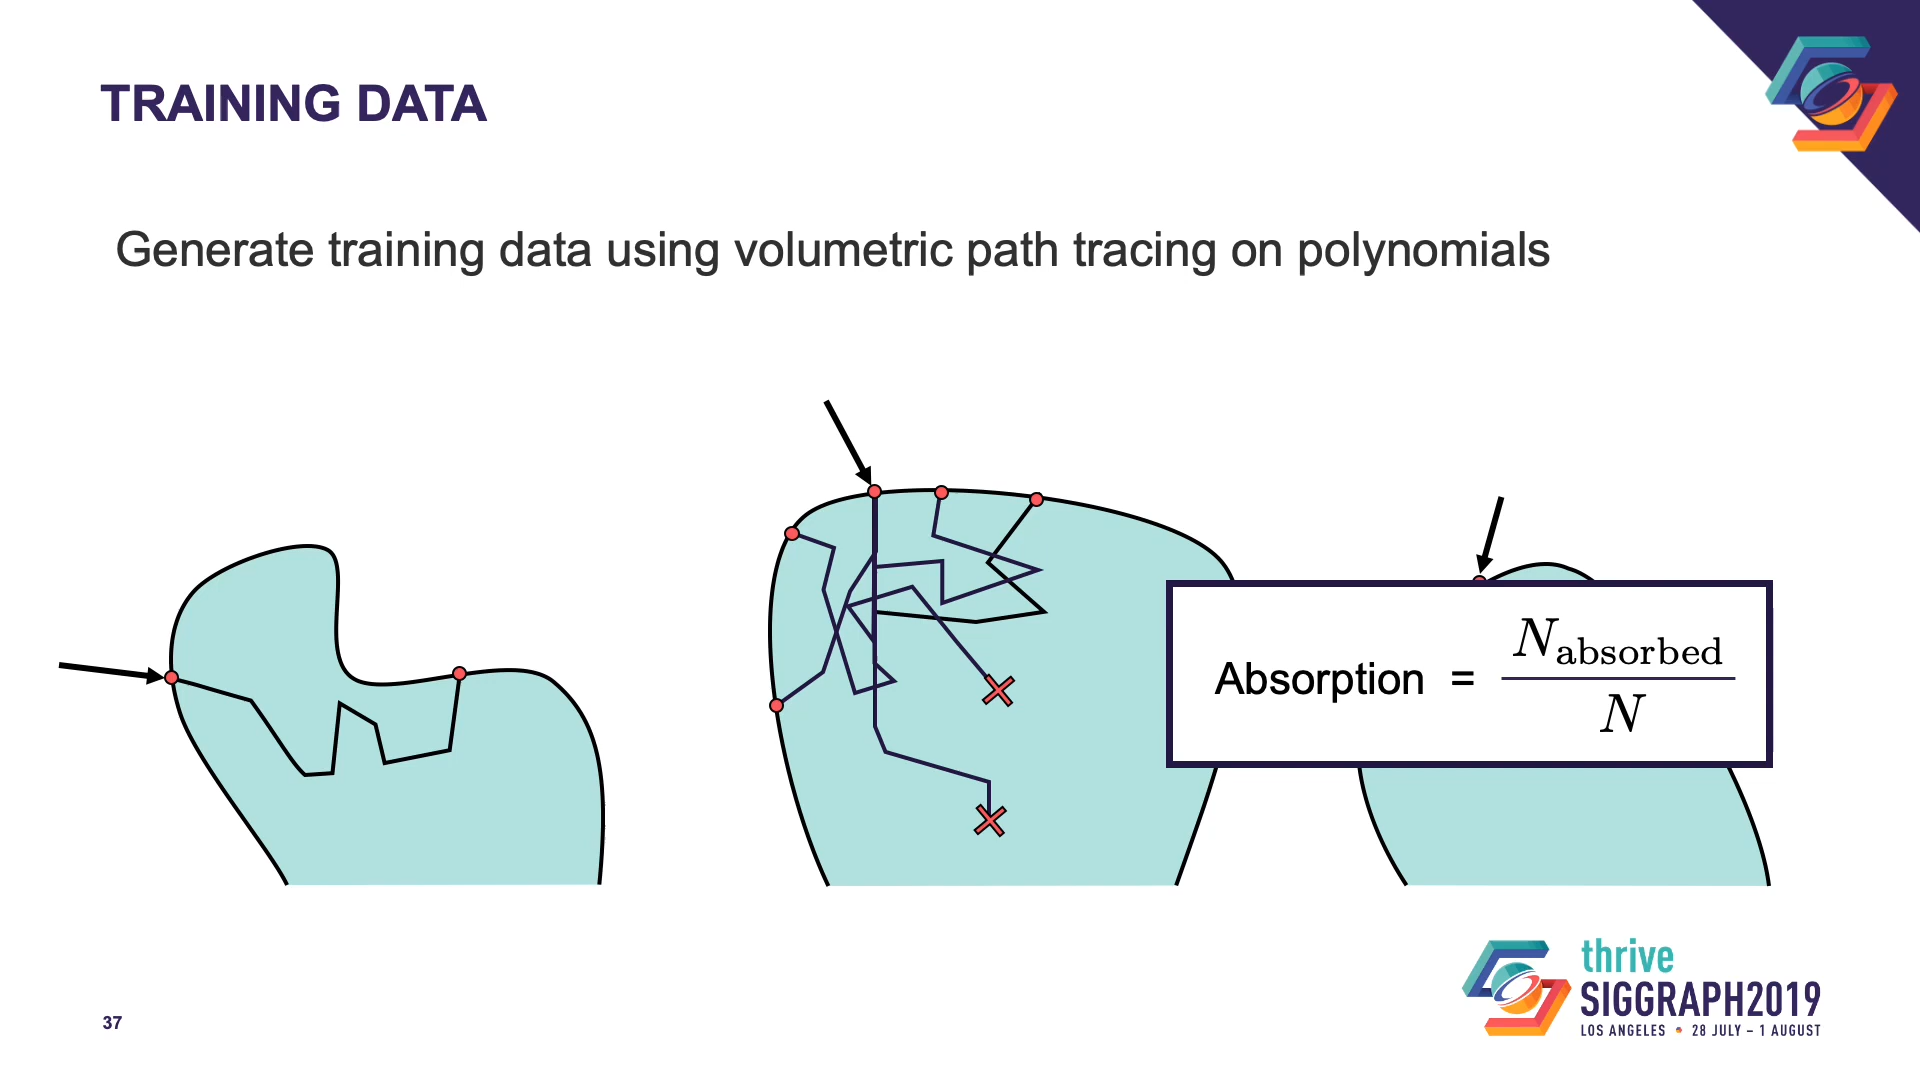 TRAINING DATA
Generate training data using volumetric path tracing on polynomials
Absorption = N_absorbed / N
thrive
SIGGRAPH2019
LOS ANGELES • 28 JULY – 1 AUGUST
37